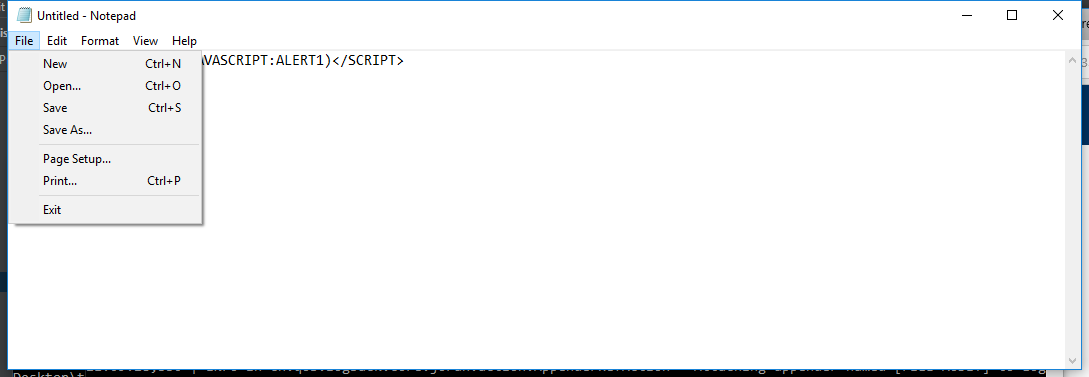 Untitled - Notepad
File Edit Format View Help
AVASCRIPT:ALERT1)</SCRIPT>
New Ctrl+N
Open... Ctrl+O
Save Ctrl+S
Save As...
Page Setup...
Print... Ctrl+P
Exit